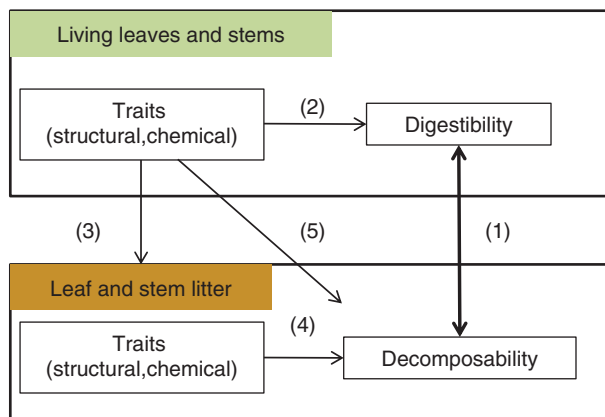 Living leaves and stems
Traits
(structural,chemical)
(2)
Digestibility
(3)
(5)
(1)
Leaf and stem litter
Traits
(structural,chemical)
(4)
Decomposability